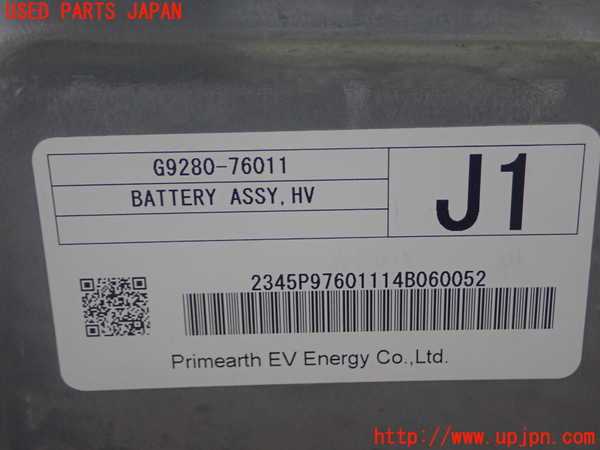 USED PARTS JAPAN
G9280-76011
BATTERY ASSY,HV
J1
2345P97601114B060052
Primearth EV Energy Co.,Ltd.
UPJ
http://www.upjpn.com/